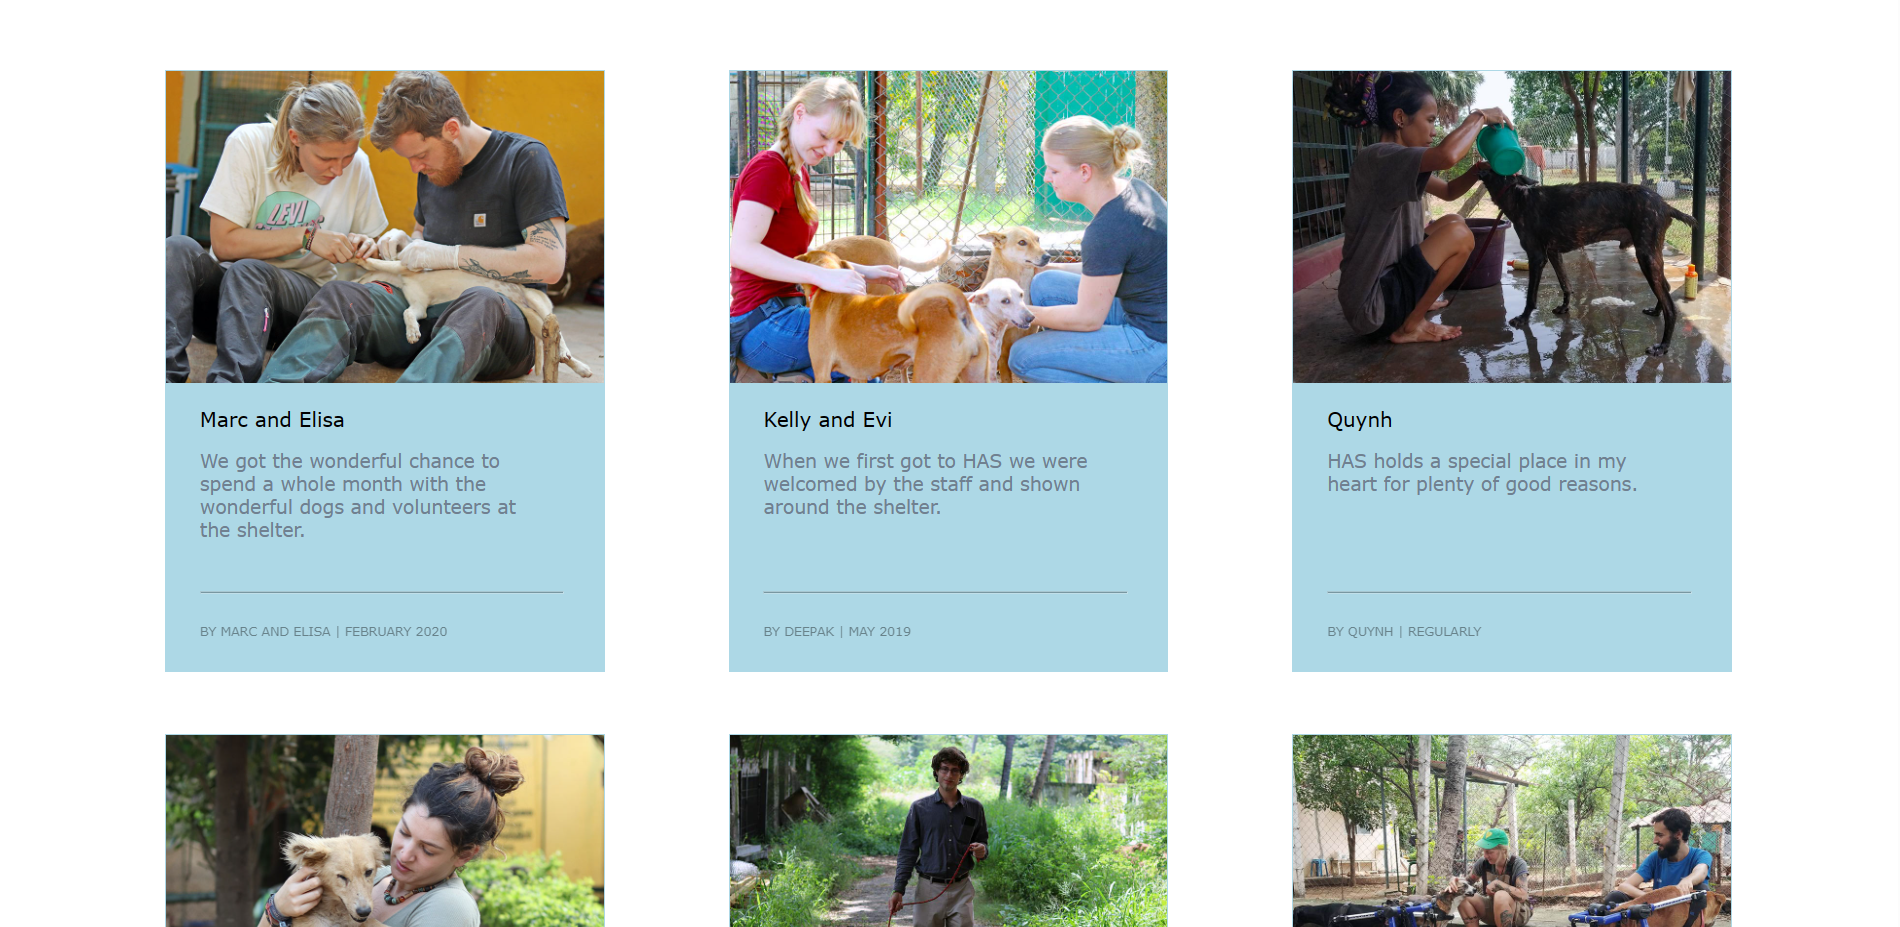 LEVI
Marc and Elisa
We got the wonderful chance to
spend a whole month with the
wonderful dogs and volunteers at
the shelter.
BY MARC AND ELISA | FEBRUARY 2020
Kelly and Evi
When we first got to HAS we were
welcomed by the staff and shown
around the shelter.
BY DEEPAK | MAY 2019
Quynh
HAS holds a special place in my
heart for plenty of good reasons.
BY QUYNH | REGULARLY